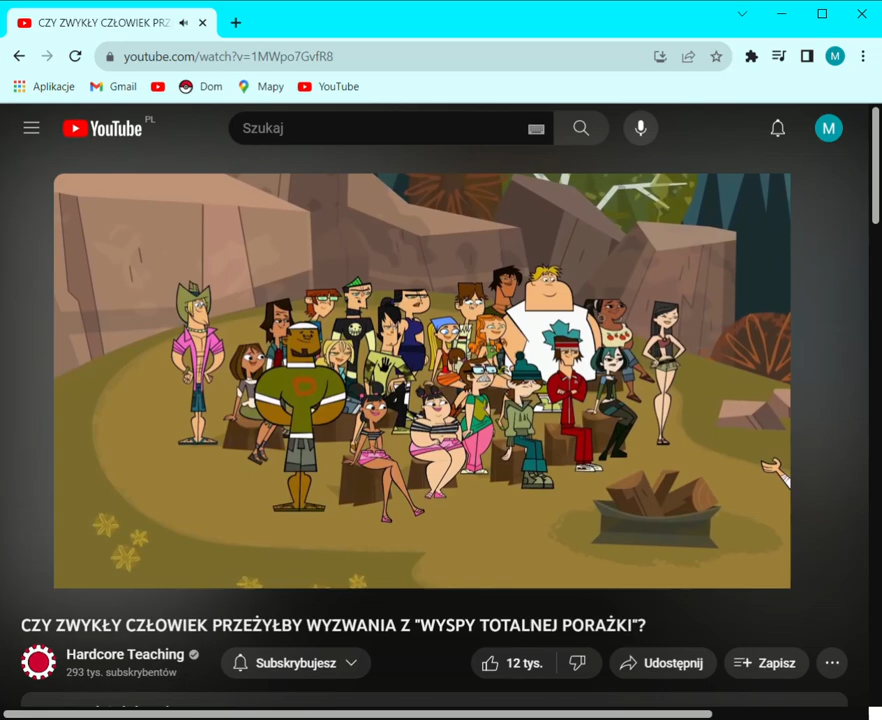 CZY ZWYKŁY CZŁOWIEK PRZ
youtube.com/watch?v=1MWpo7GvfR8
M
Aplikacje Gmail Dom Mapy YouTube
YouTube PL
Szukaj
M
CZY ZWYKŁY CZŁOWIEK PRZEŻYŁBY WYZWANIA Z "WYSPY TOTALNEJ PORAŻKI"?
Hardcore Teaching
293 tys. subskrybentów
Subskrybujesz
12 tys.
Udostępnij
Zapisz